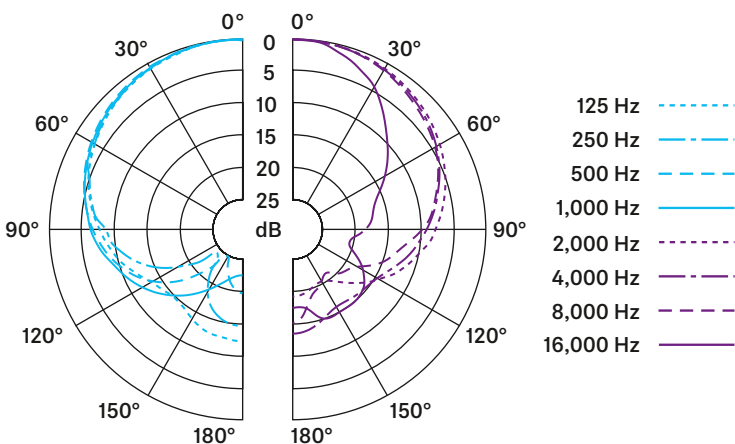 0° 0°
30° 0 30°
5
10
60° 15 60°
20
25
90° dB 90°
120° 120°
150° 150°
180° 180°
125 Hz
250 Hz
500 Hz
1,000 Hz
2,000 Hz
4,000 Hz
8,000 Hz
16,000 Hz